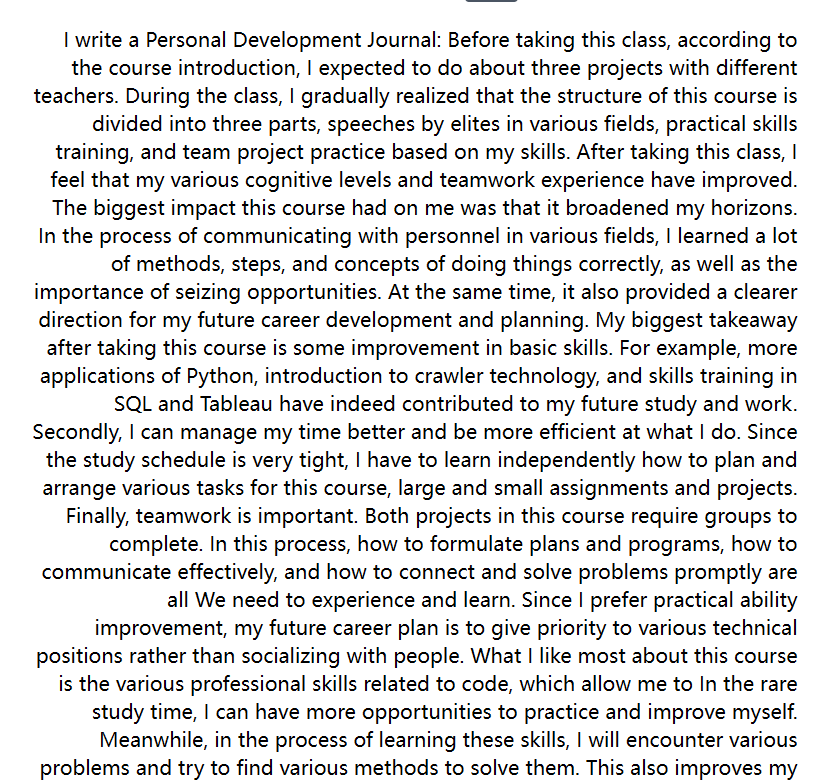 I write a Personal Development Journal: Before taking this class, according to
the course introduction, I expected to do about three projects with different
teachers. During the class, I gradually realized that the structure of this course is
divided into three parts, speeches by elites in various fields, practical skills
training, and team project practice based on my skills. After taking this class, I
feel that my various cognitive levels and teamwork experience have improved.
The biggest impact this course had on me was that it broadened my horizons.
In the process of communicating with personnel in various fields, I learned a lot
of methods, steps, and concepts of doing things correctly, as well as the
importance of seizing opportunities. At the same time, it also provided a clearer
direction for my future career development and planning. My biggest takeaway
after taking this course is some improvement in basic skills. For example, more
applications of Python, introduction to crawler technology, and skills training in
SQL and Tableau have indeed contributed to my future study and work.
Secondly, I can manage my time better and be more efficient at what I do. Since
the study schedule is very tight, I have to learn independently how to plan and
arrange various tasks for this course, large and small assignments and projects.
Finally, teamwork is important. Both projects in this course require groups to
complete. In this process, how to formulate plans and programs, how to
communicate effectively, and how to connect and solve problems promptly are
all We need to experience and learn. Since I prefer practical ability
improvement, my future career plan is to give priority to various technical
positions rather than socializing with people. What I like most about this course
is the various professional skills related to code, which allow me to In the rare
study time, I can have more opportunities to practice and improve myself.
Meanwhile, in the process of learning these skills, I will encounter various
problems and try to find various methods to solve them. This also improves my